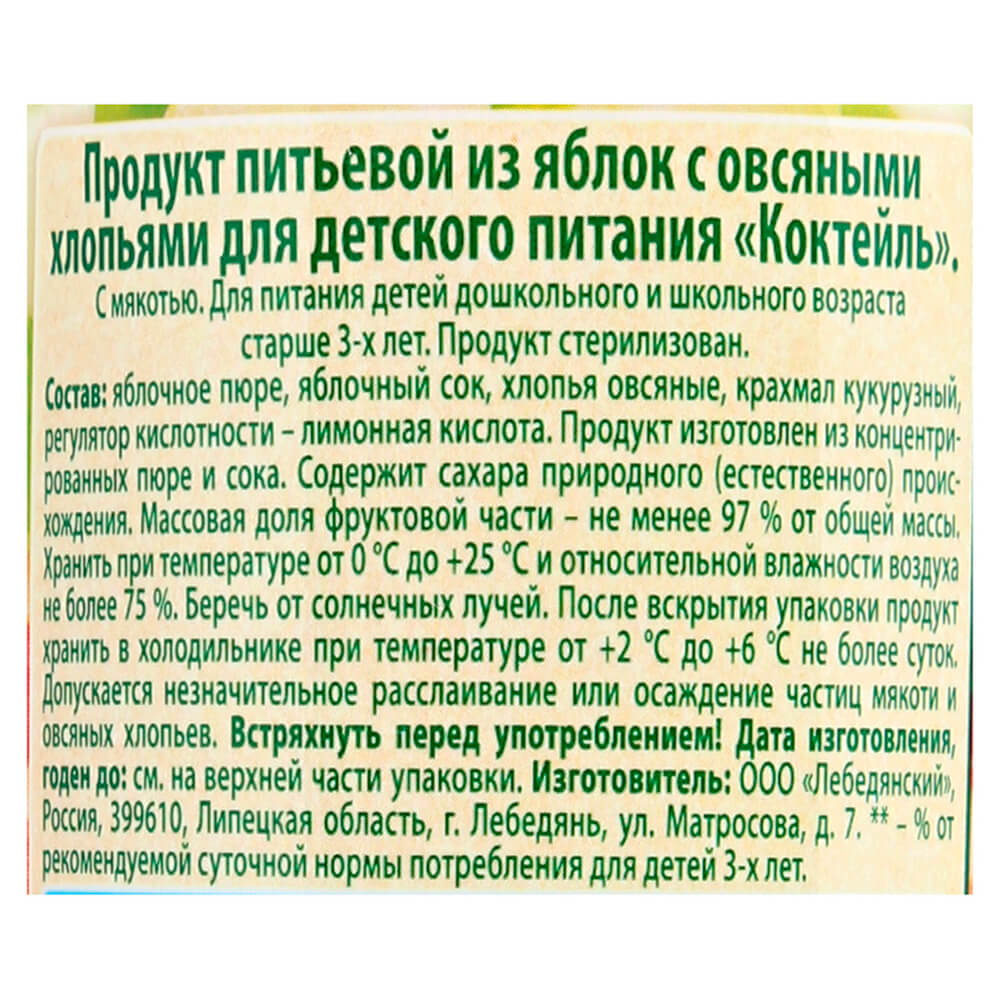 Продукт питьевой из яблок с овсяными
хлопьями для детского питания «Коктейль».
С мякотью. Для питания детей дошкольного и школьного возраста
старше 3-х лет. Продукт стерилизован.
Состав: яблочное пюре, яблочный сок, хлопья овсяные, крахмал кукурузный,
регулятор кислотности – лимонная кислота. Продукт изготовлен из концентри-
рованных пюре и сока. Содержит сахара природного (естественного) проис-
хождения. Массовая доля фруктовой части – не менее 97 % от общей массы.
Хранить при температуре от 0 °С до +25 °С и относительной влажности воздуха
не более 75 %. Беречь от солнечных лучей. После вскрытия упаковки продукт
хранить в холодильнике при температуре от +2 °С до +6 °С не более суток.
Допускается незначительное расслаивание или осаждение частиц мякоти и
овсяных хлопьев. Встряхнуть перед употреблением! Дата изготовления,
годен до: см. на верхней части упаковки. Изготовитель: ООО «Лебедянский»,
Россия, 399610, Липецкая область, г. Лебедянь, ул. Матросова, д. 7. ** – % от
рекомендуемой суточной нормы потребления для детей 3-х лет.